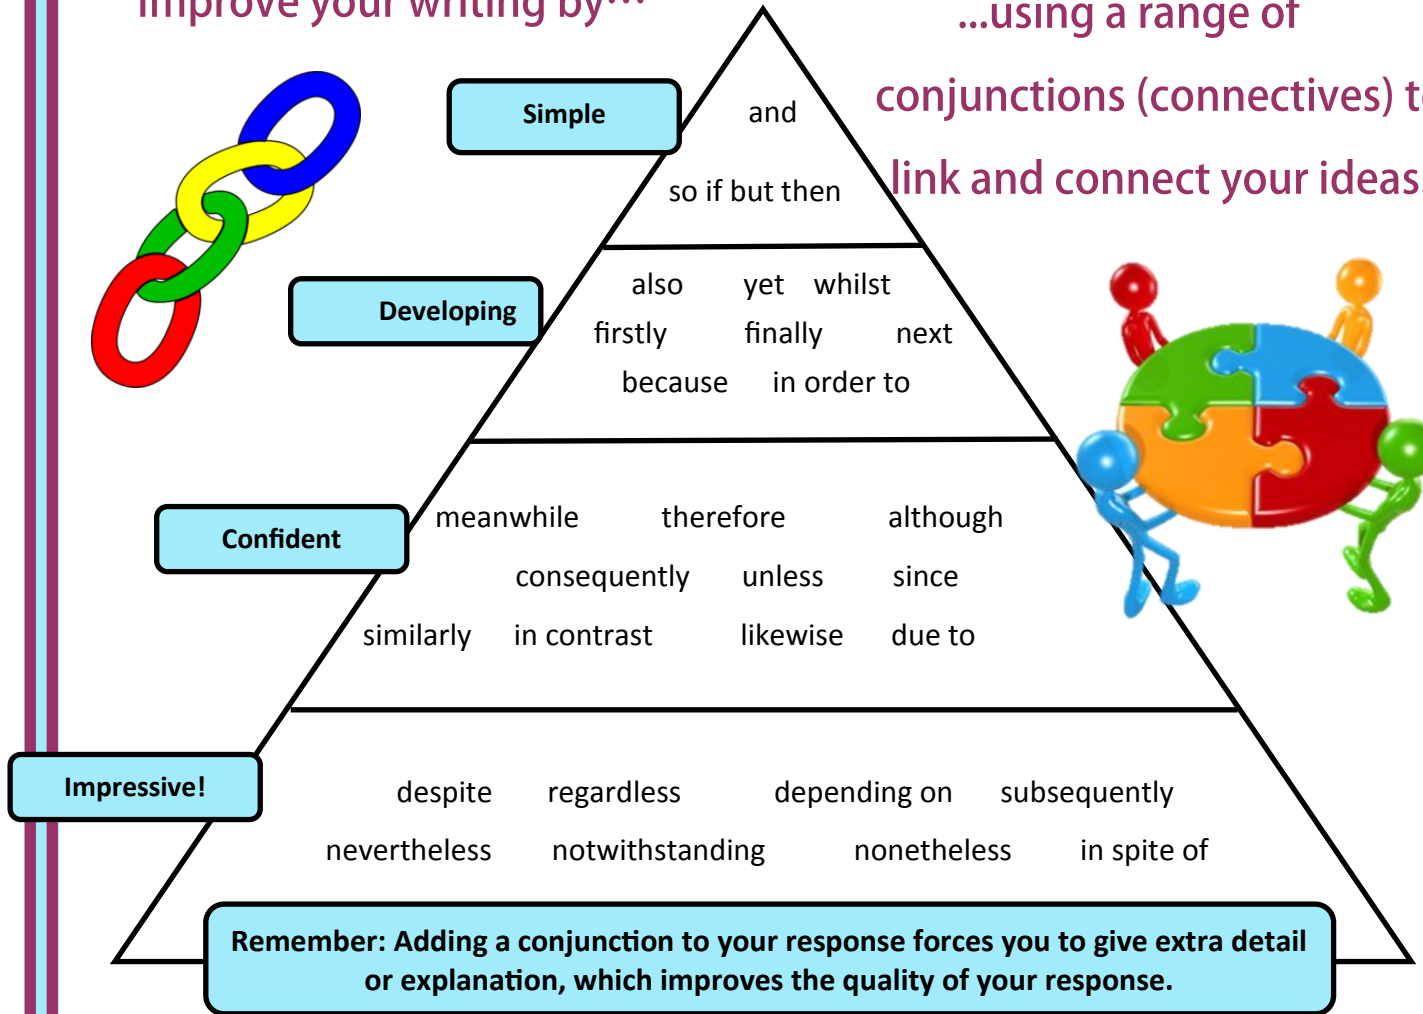 improve your writing by...
...using a range of
conjunctions (connectives) to
link and connect your ideas.
Simple
and
so if but then
Developing
also yet whilst
firstly finally next
because in order to
Confident
meanwhile therefore although
consequently unless since
similarly in contrast likewise due to
Impressive!
despite regardless depending on subsequently
nevertheless notwithstanding nonetheless in spite of
Remember: Adding a conjunction to your response forces you to give extra detail
or explanation, which improves the quality of your response.